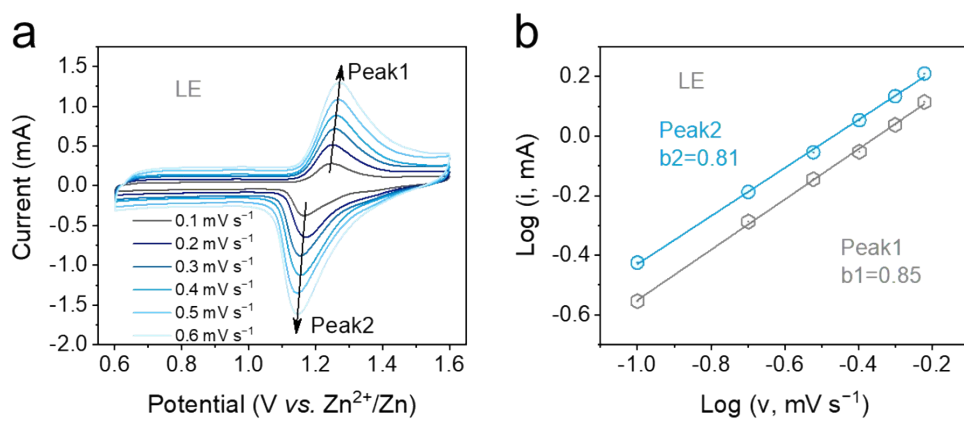 a
LE
Peak1
Peak2
1.5
1.0
0.5
0.0
-0.5
-1.0
-1.5
-2.0
Current (mA)
0.1 mV s⁻¹
0.2 mV s⁻¹
0.3 mV s⁻¹
0.4 mV s⁻¹
0.5 mV s⁻¹
0.6 mV s⁻¹
0.6 0.8 1.0 1.2 1.4 1.6
Potential (V vs. Zn²⁺/Zn)
b
LE
Peak2
b2=0.81
Peak1
b1=0.85
0.2
0.0
-0.2
-0.4
-0.6
Log (i, mA)
-1.0 -0.8 -0.6 -0.4 -0.2
Log (v, mV s⁻¹)